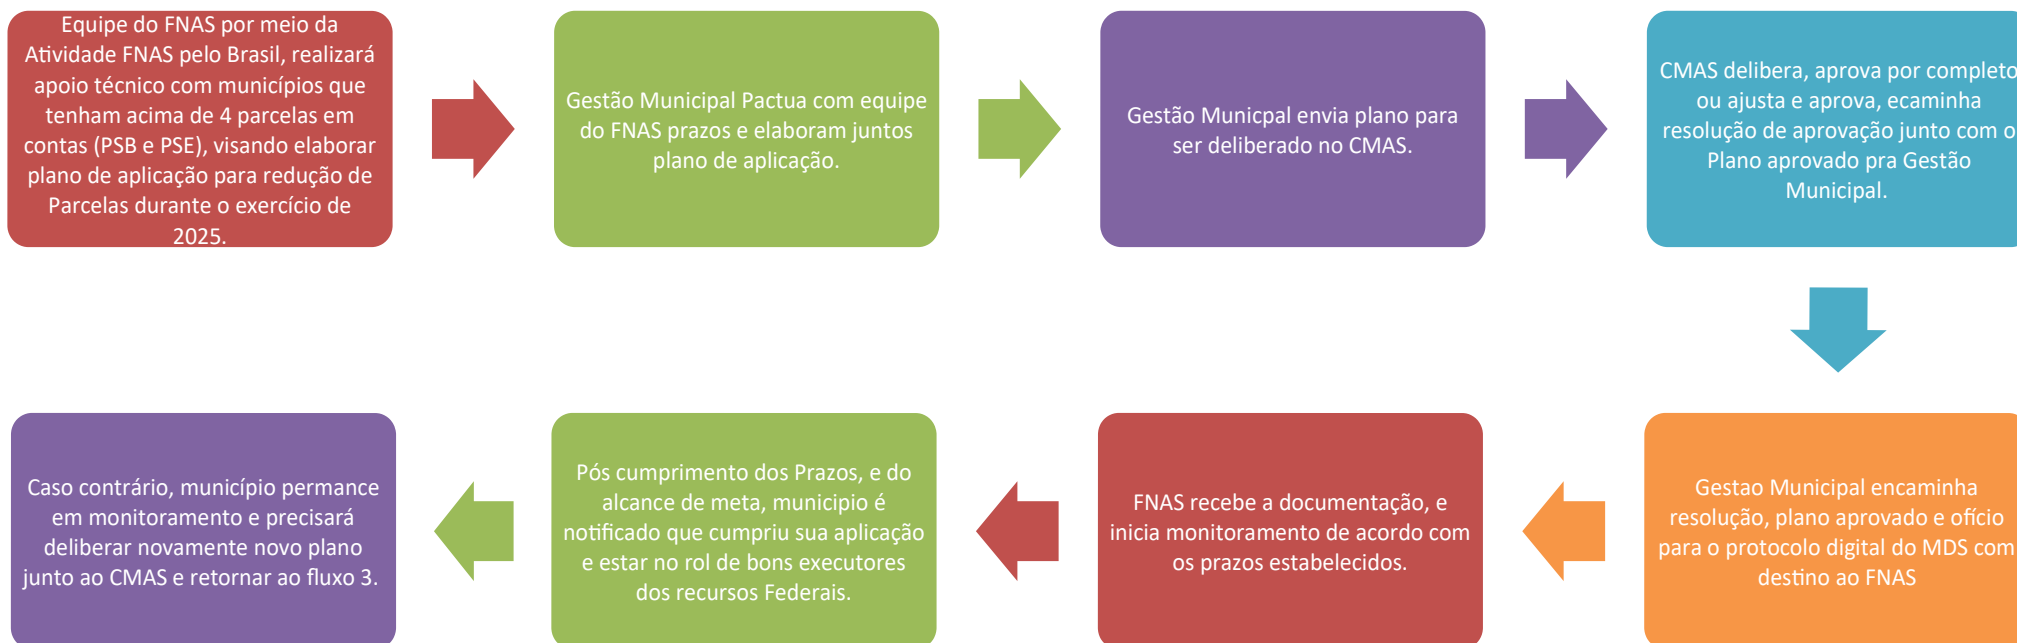 Equipe do FNAS por meio da
Atividade FNAS pelo Brasil, realizará
apoio técnico com municípios que
tenham acima de 4 parcelas em
contas (PSB e PSE), visando elaborar
plano de aplicação para redução de
Parcelas durante o exercício de
2025.
Gestão Municipal Pactua com equipe
do FNAS prazos e elaboram juntos
plano de aplicação.
Gestão Municpal envia plano para
ser deliberado no CMAS.
CMAS delibera, aprova por completo
ou ajusta e aprova, ecaminha
resolução de aprovação junto com o
Plano aprovado pra Gestão
Municipal.
Gestao Municipal encaminha
resolução, plano aprovado e ofício
para o protocolo digital do MDS com
destino ao FNAS
FNAS recebe a documentação, e
inicia monitoramento de acordo com
os prazos estabelecidos.
Pós cumprimento dos Prazos, e do
alcance de meta, municipio é
notificado que cumpriu sua aplicação
e estar no rol de bons executores
dos recursos Federais.
Caso contrário, município permance
em monitoramento e precisará
deliberar novamente novo plano
junto ao CMAS e retornar ao fluxo 3.